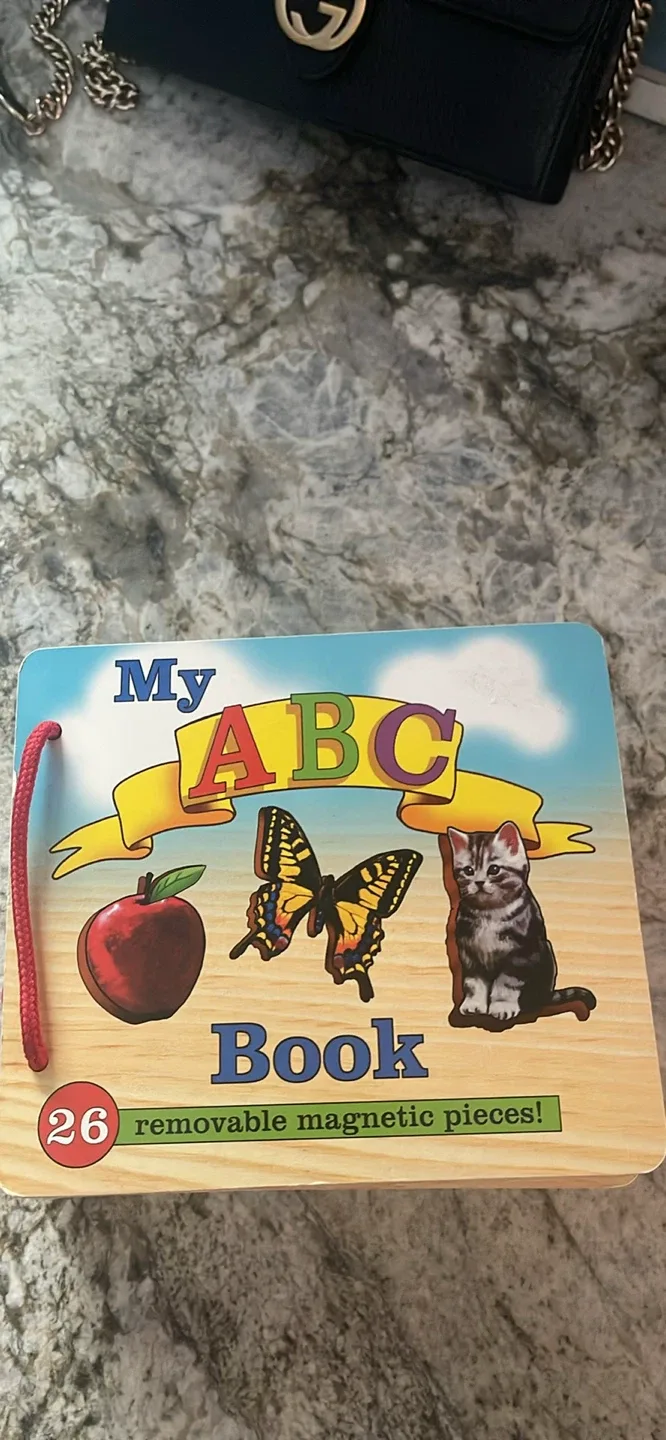 My
ABC
Book
26 removable magnetic pieces!